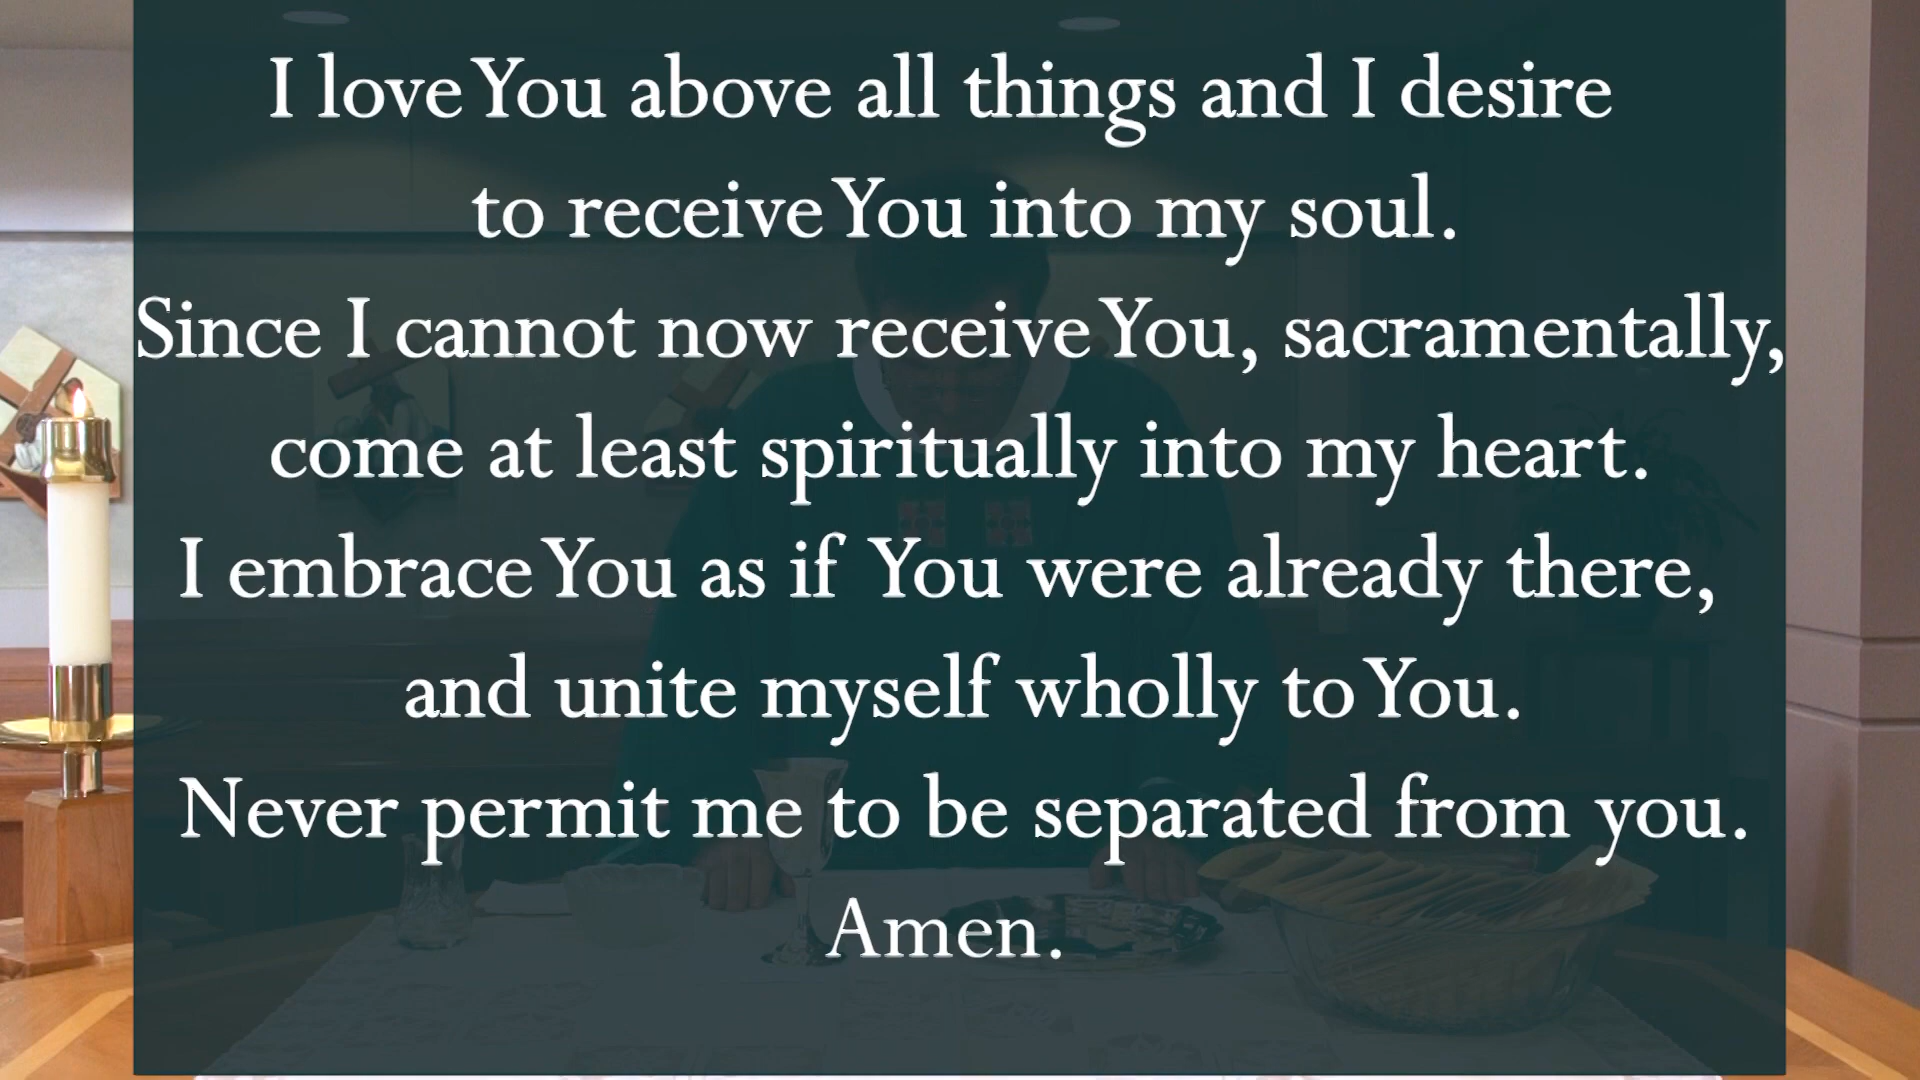 I love You above all things and I desire
to receive You into my soul.
Since I cannot now receive You, sacramentally,
come at least spiritually into my heart.
I embrace You as if You were already there,
and unite myself wholly to You.
Never permit me to be separated from you.
Amen.